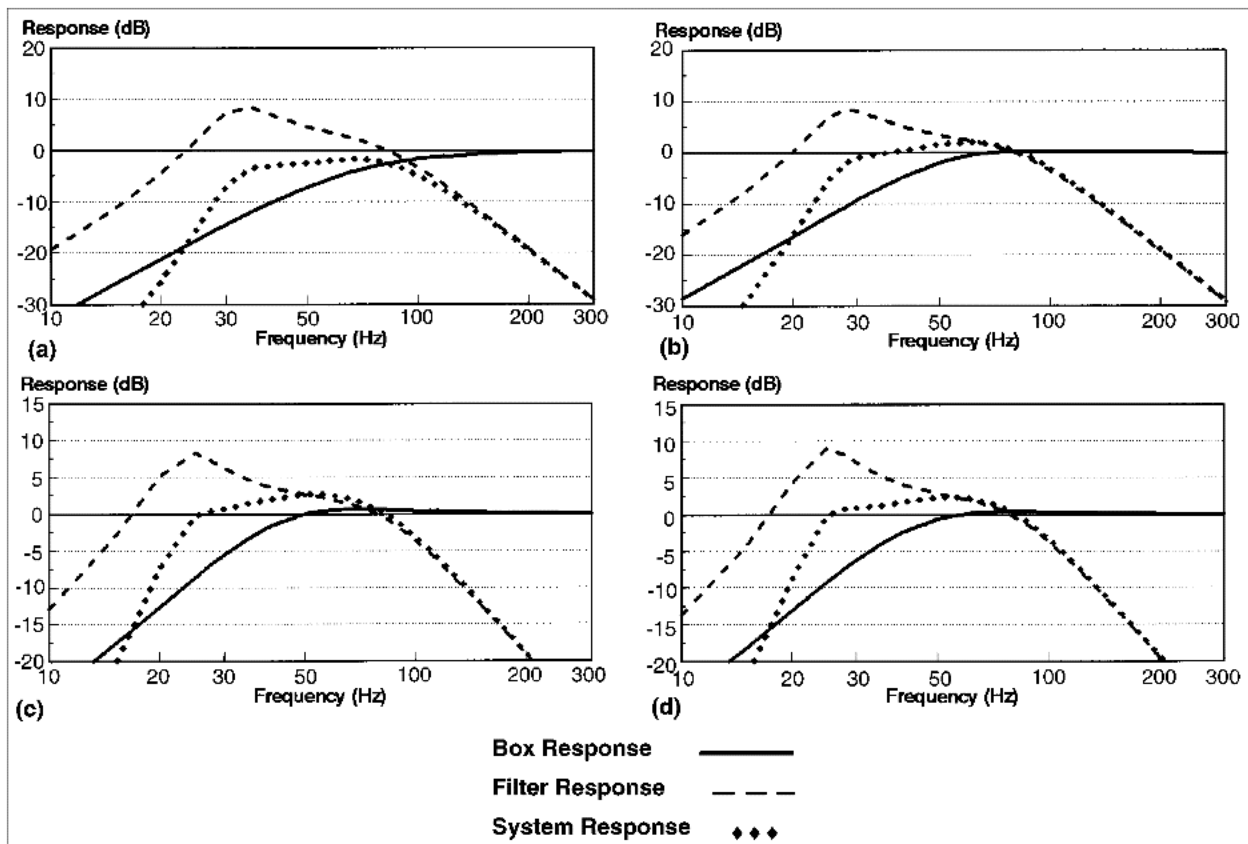 Response (dB)
20
10
0
-10
-20
-30
10 20 30 50 100 200 300
Frequency (Hz)
(a)
Response (dB)
20
10
0
-10
-20
-30
10 20 30 50 100 200 300
Frequency (Hz)
(b)
Response (dB)
15
10
5
0
-5
-10
-15
-20
10 20 30 50 100 200 300
Frequency (Hz)
(c)
Response (dB)
15
10
5
0
-5
-10
-15
-20
10 20 30 50 100 200 300
Frequency (Hz)
(d)
Box Response
Filter Response
System Response